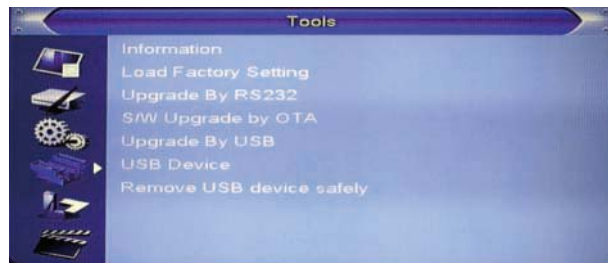 Tools
Information
Load Factory Setting
Upgrade By RS232
S/W Upgrade by OTA
Upgrade By USB
USB Device
Remove USB device safely